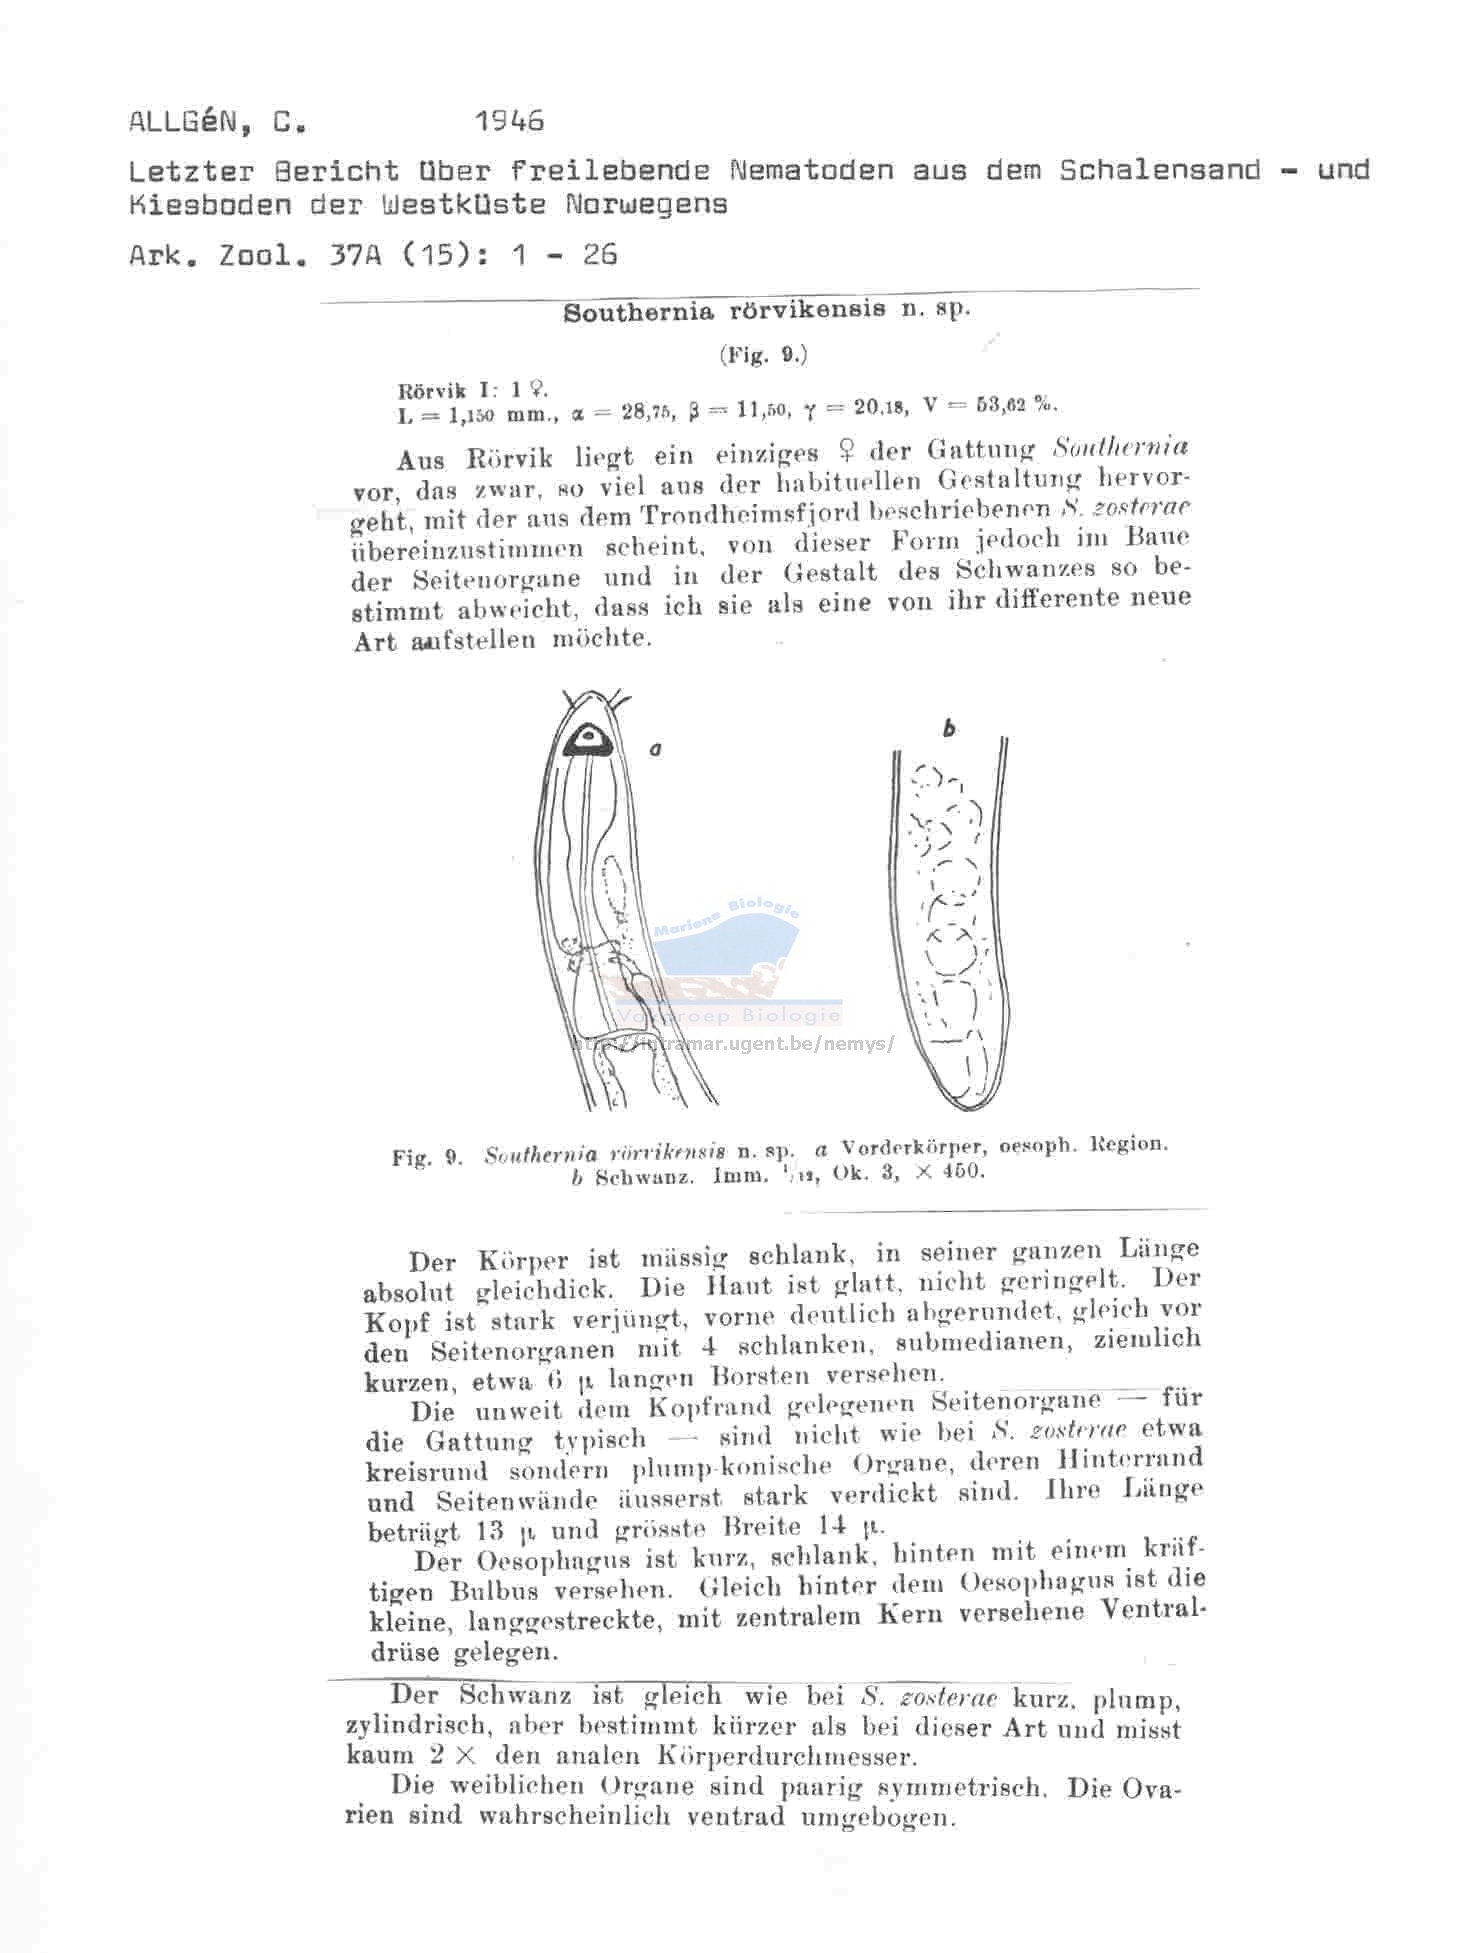 ALLGéN, C. 1946
Letzter Bericht über freilebende Nematoden aus dem Schalensand - und
Kiesboden der Westküste Norwegens
Ark. Zool. 37A (15): 1 - 26
Southernia rörvikensis n. sp.
(Fig. 9.)
Rörvik I: 1 ♀.
L = 1,150 mm., α = 28,75, β = 11,50, γ = 20,18, V = 53,62 %.
Aus Rörvik liegt ein einziges ♀ der Gattung Southernia
vor, das zwar, so viel aus der habituellen Gestaltung hervor-
geht, mit der aus dem Trondheimsfjord beschriebenen S. zosterae
übereinzustimmen scheint, von dieser Form jedoch im Baue
der Seitenorgane und in der Gestalt des Schwanzes so be-
stimmt abweicht, dass ich sie als eine von ihr differente neue
Art aufstellen möchte.
a
b
Mariene Biologie
Vakgroep Biologie
http://intramar.ugent.be/nemys/
Fig. 9. Southernia rörvikensis n. sp. a Vorderkörper, oesoph. Region.
b Schwanz. Imm. 1/12, Ok. 3, × 450.
Der Körper ist mässig schlank, in seiner ganzen Länge
absolut gleichdick. Die Haut ist glatt, nicht geringelt. Der
Kopf ist stark verjüngt, vorne deutlich abgerundet, gleich vor
den Seitenorganen mit 4 schlanken, submedianen, ziemlich
kurzen, etwa 6 μ langen Borsten versehen.
Die unweit dem Kopfrand gelegenen Seitenorgane — für
die Gattung typisch — sind nicht wie bei S. zosterae etwa
kreisrund sondern plump-konische Organe, deren Hinterrand
und Seitenwände äusserst stark verdickt sind. Ihre Länge
beträgt 13 μ und grösste Breite 14 μ.
Der Oesophagus ist kurz, schlank, hinten mit einem kräf-
tigen Bulbus versehen. Gleich hinter dem Oesophagus ist die
kleine, langgestreckte, mit zentralem Kern versehene Ventral-
drüse gelegen.
Der Schwanz ist gleich wie bei S. zosterae kurz, plump,
zylindrisch, aber bestimmt kürzer als bei dieser Art und misst
kaum 2 × den analen Körperdurchmesser.
Die weiblichen Organe sind paarig symmetrisch. Die Ova-
rien sind wahrscheinlich ventrad umgebogen.